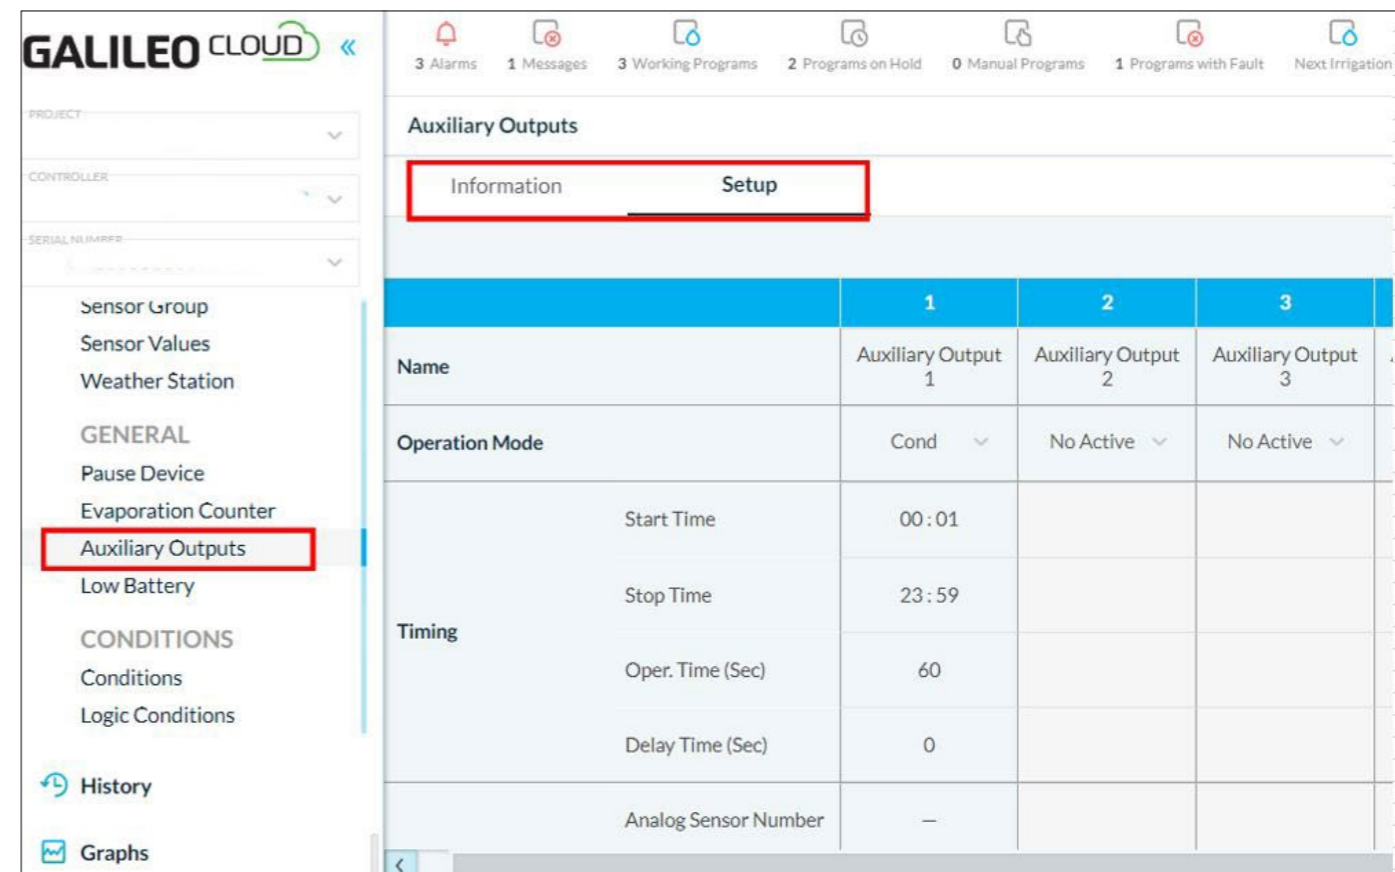 GALILEO CLOUD «
PROJECT
CONTROLLER
SERIAL NUMBER
Sensor Group
Sensor Values
Weather Station
GENERAL
Pause Device
Evaporation Counter
Auxiliary Outputs
Low Battery
CONDITIONS
Conditions
Logic Conditions
History
Graphs
3 Alarms 1 Messages 3 Working Programs 2 Programs on Hold 0 Manual Programs 1 Programs with Fault Next Irrigation
Auxiliary Outputs
Information Setup
1 2 3
Name Auxiliary Output 1 Auxiliary Output 2 Auxiliary Output 3
Operation Mode Cond No Active No Active
Timing
Start Time 00 : 01
Stop Time 23 : 59
Oper. Time (Sec) 60
Delay Time (Sec) 0
Analog Sensor Number —